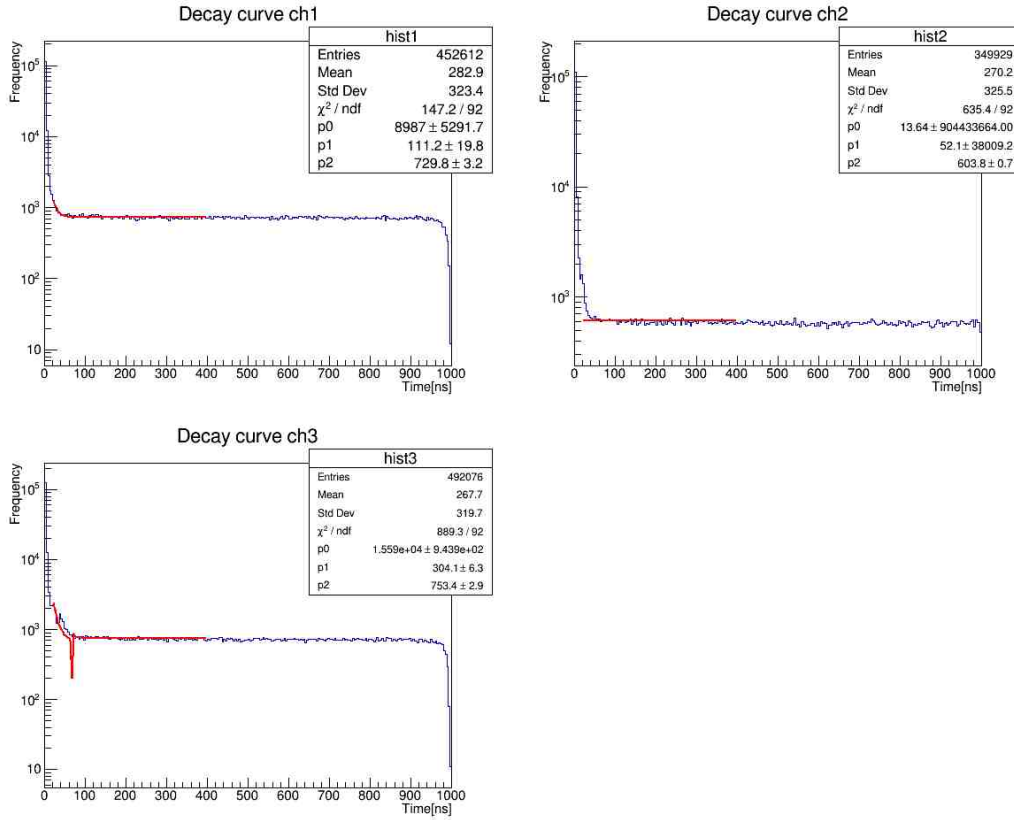 Decay curve ch1
hist1
Entries 452612
Mean 282.9
Std Dev 323.4
χ² / ndf 147.2 / 92
p0 8987 ± 5291.7
p1 111.2 ± 19.8
p2 729.8 ± 3.2
Frequency
10⁵
10⁴
10³
10²
10
0 100 200 300 400 500 600 700 800 900 1000
Time[ns]
Decay curve ch2
hist2
Entries 349929
Mean 270.2
Std Dev 325.5
χ² / ndf 635.4 / 92
p0 13.64 ± 904433664.00
p1 52.1 ± 38009.2
p2 603.8 ± 0.7
Frequency
10⁵
10⁴
10³
0 100 200 300 400 500 600 700 800 900 1000
Time[ns]
Decay curve ch3
hist3
Entries 492076
Mean 267.7
Std Dev 319.7
χ² / ndf 889.3 / 92
p0 1.559e+04 ± 9.439e+02
p1 304.1 ± 6.3
p2 753.4 ± 2.9
Frequency
10⁵
10⁴
10³
10²
10
0 100 200 300 400 500 600 700 800 900 1000
Time[ns]